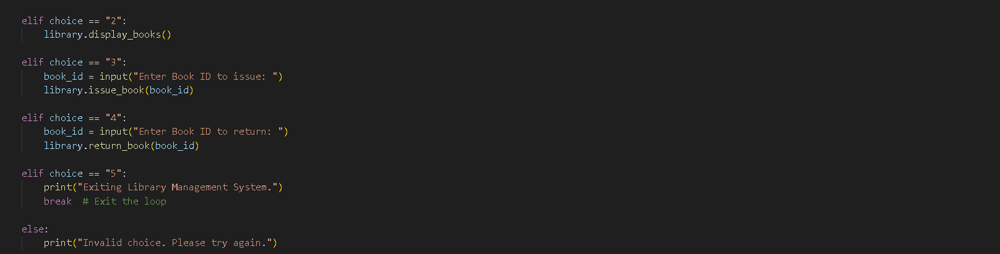 elif choice == "2":
    library.display_books()
elif choice == "3":
    book_id = input("Enter Book ID to issue: ")
    library.issue_book(book_id)
elif choice == "4":
    book_id = input("Enter Book ID to return: ")
    library.return_book(book_id)
elif choice == "5":
    print("Exiting Library Management System.")
    break  # Exit the loop
else:
    print("Invalid choice. Please try again.")